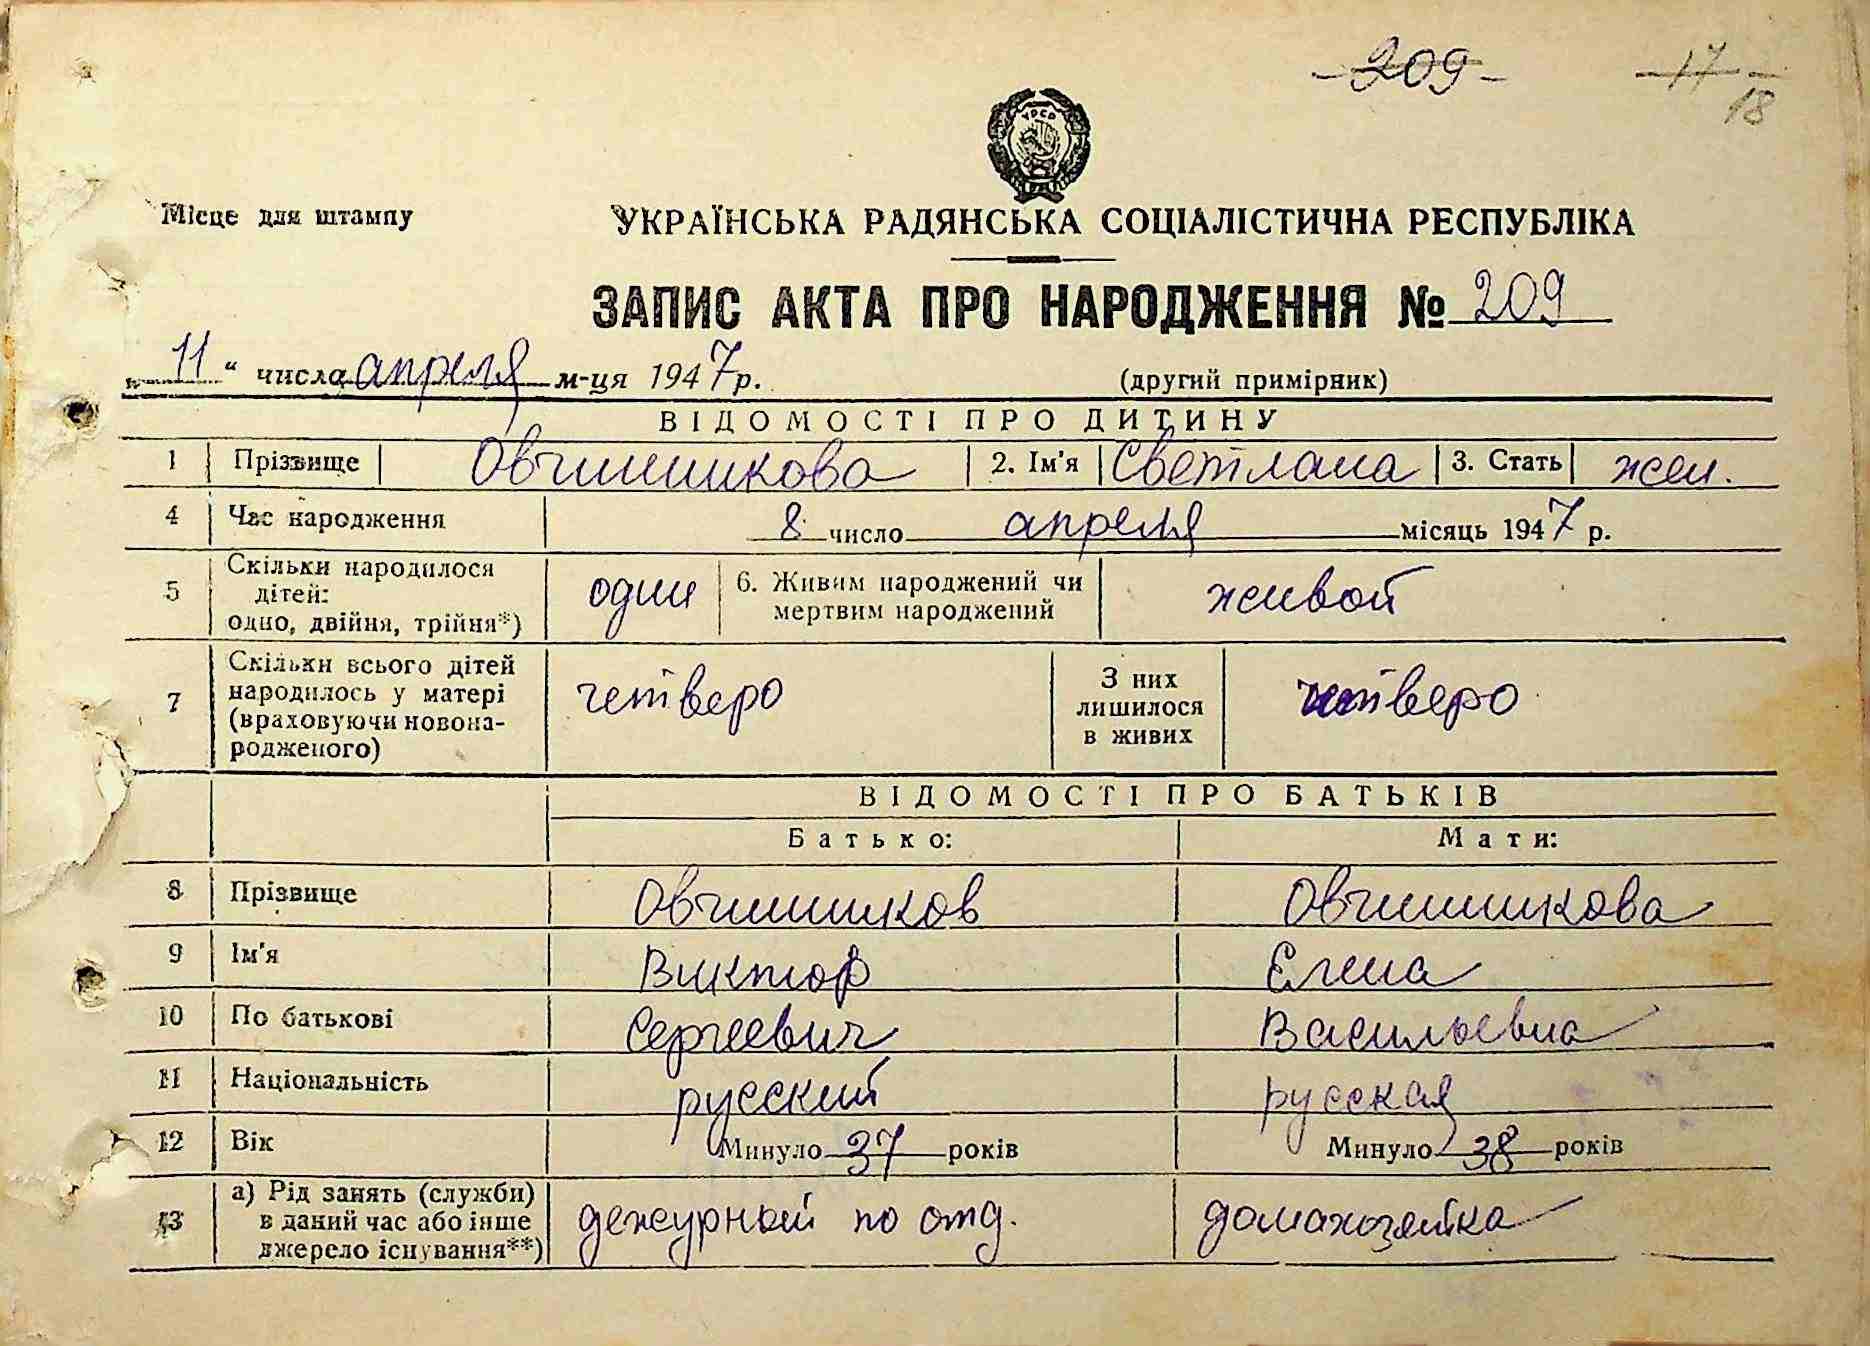 - 209 -
17 -
18
УРСР
Місце для штампу
УКРАЇНСЬКА РАДЯНСЬКА СОЦІАЛІСТИЧНА РЕСПУБЛІКА
ЗАПИС АКТА ПРО НАРОДЖЕННЯ № 209
„ 11 “ числа апреля м-ця 1947 р.
(другий примірник)
ВІДОМОСТІ ПРО ДИТИНУ
1 Прізвище Овчинникова 2. Ім'я Светлана 3. Стать жен.
4 Час народження 8 число апреля місяць 1947 р.
5 Скільки народилося дітей: одно, двійня, трійня*) один 6. Живим народжений чи мертвим народжений живой
7 Скільки всього дітей народилось у матері (враховуючи новонародженого) четверо З них лишилося в живих четверо
ВІДОМОСТІ ПРО БАТЬКІВ
Батько: Мати:
8 Прізвище Овчинников Овчинникова
9 Ім'я Виктор Елена
10 По батькові Сергеевич Васильевна
11 Національність русский русская
12 Вік Минуло 37 років Минуло 38 років
13 а) Рід занять (служби) в даний час або інше джерело існування**) дежурный по отд. домахозяйка